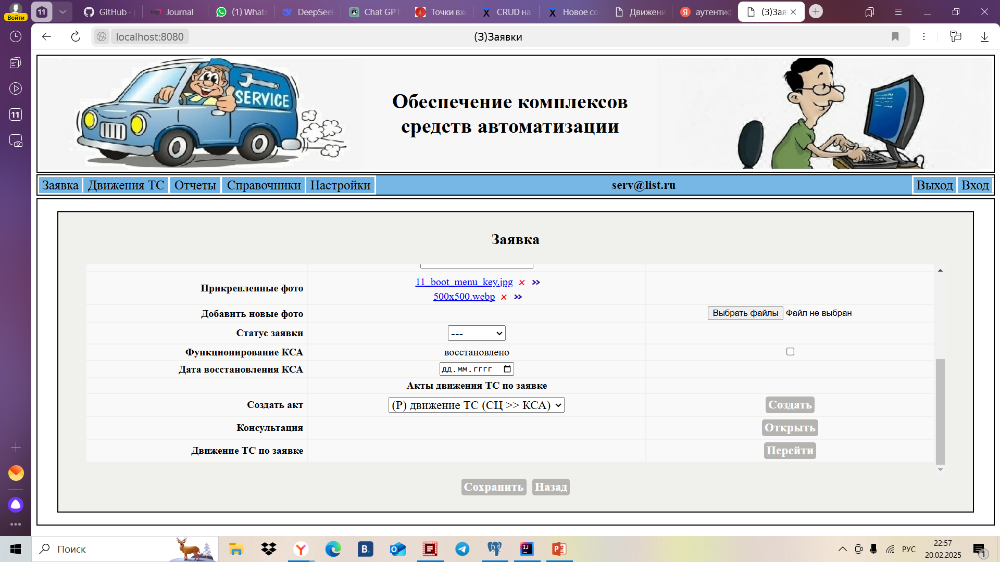 Войти
11
GitHub -
Journal
(1) Whats
DeepSeek
Chat GPT
Точки вхо
CRUD на
Новое со
Движени
аутентиф
(3)Зая
localhost:8080
(3)Заявки
11
SERVICE
Обеспечение комплексов
средств автоматизации
Заявка
Движения ТС
Отчеты
Справочники
Настройки
serv@list.ru
Выход
Вход
Заявка
Прикрепленные фото
11_boot_menu_key.jpg × »
500x500.webp × »
Добавить новые фото
Выбрать файлы Файл не выбран
Статус заявки
---
Функционирование КСА
восстановлено
Дата восстановления КСА
дд.мм.гггг
Акты движения ТС по заявке
Создать акт
(Р) движение ТС (СЦ >> КСА)
Создать
Консультация
Открыть
Движение ТС по заявке
Перейти
Сохранить
Назад
Поиск
B.
РУС
22:57
20.02.2025
1